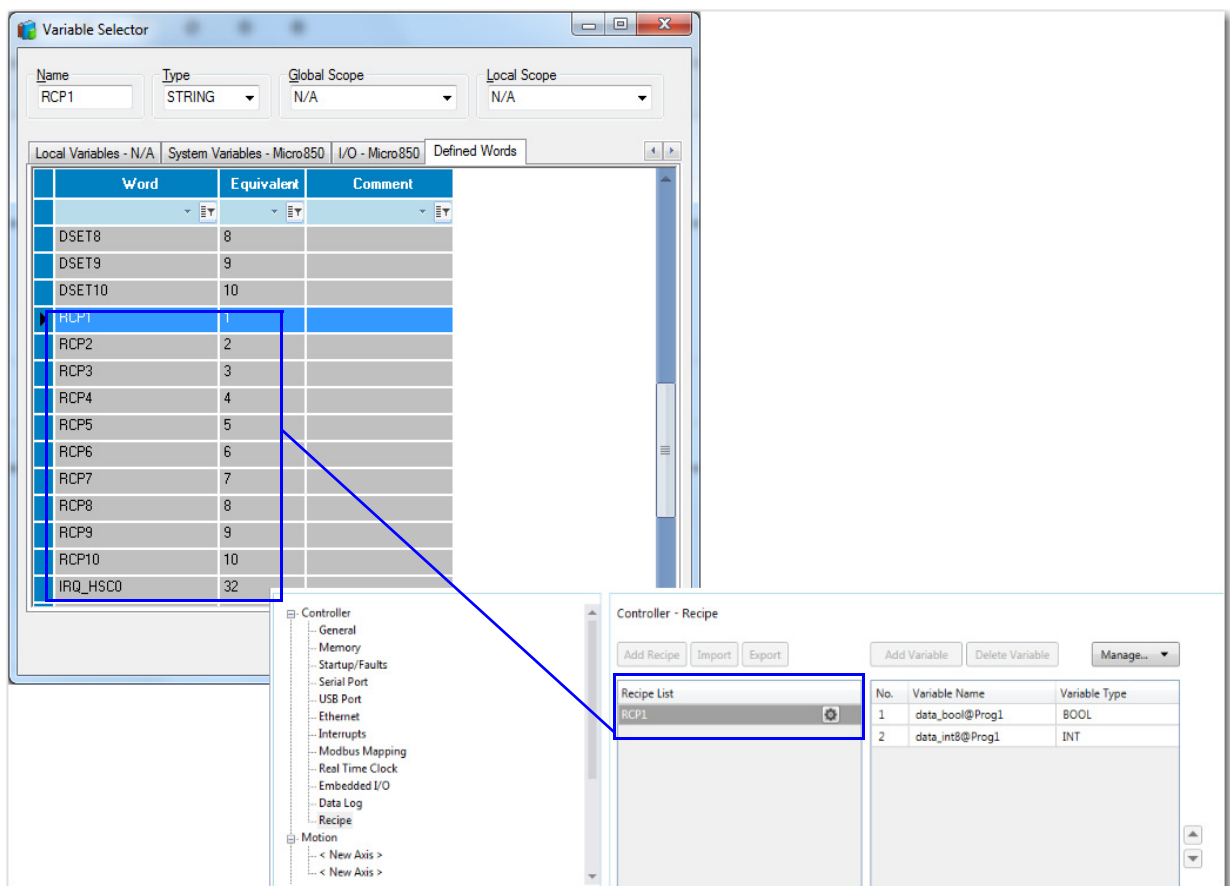 Variable Selector
Name Type Global Scope Local Scope
RCP1 STRING N/A N/A
Local Variables - N/A System Variables - Micro850 I/O - Micro850 Defined Words
Word Equivalent Comment
DSET8 8
DSET9 9
DSET10 10
RCP1 1
RCP2 2
RCP3 3
RCP4 4
RCP5 5
RCP6 6
RCP7 7
RCP8 8
RCP9 9
RCP10 10
IRQ_HSC0 32
Controller
General
Memory
Startup/Faults
Serial Port
USB Port
Ethernet
Interrupts
Modbus Mapping
Real Time Clock
Embedded I/O
Data Log
Recipe
Motion
< New Axis >
< New Axis >
Controller - Recipe
Add Recipe Import Export Add Variable Delete Variable Manage...
Recipe List
RCP1
No. Variable Name Variable Type
1 data_bool@Prog1 BOOL
2 data_int8@Prog1 INT